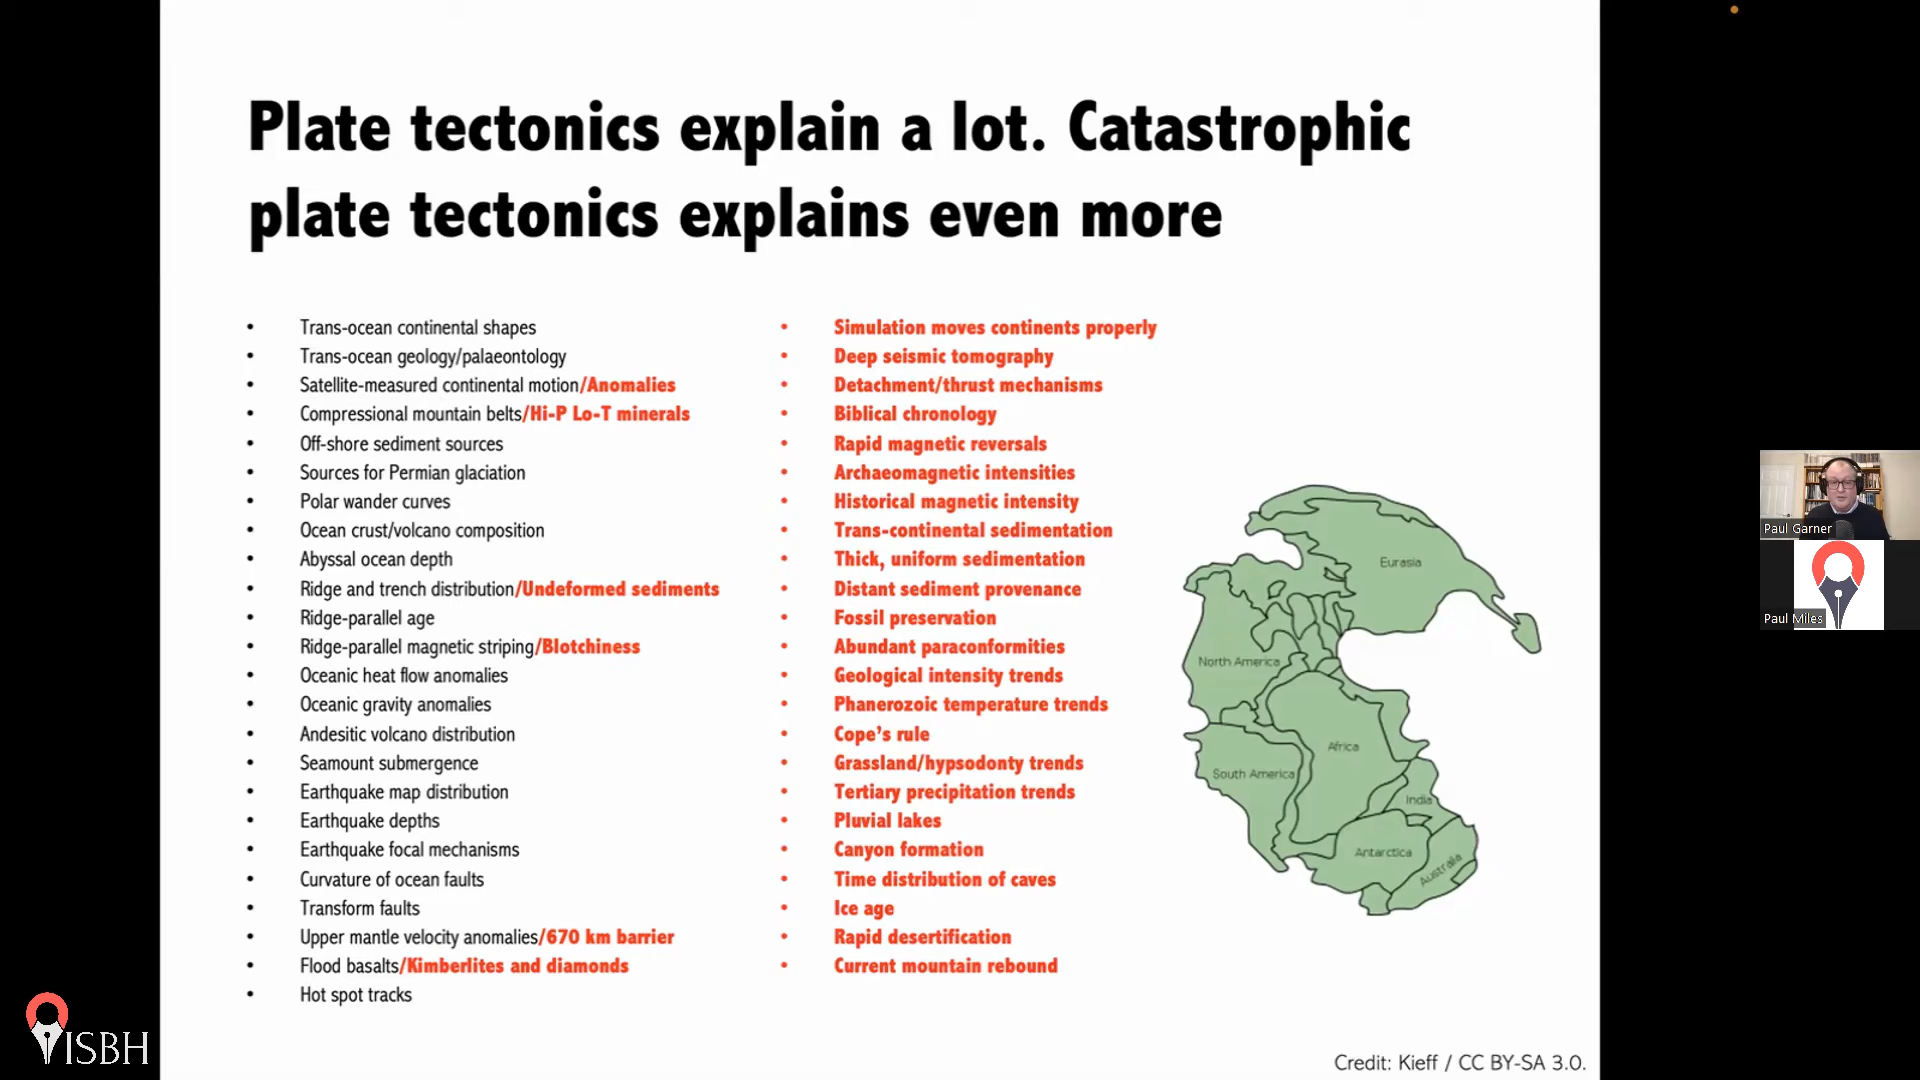 Plate tectonics explain a lot. Catastrophic
plate tectonics explains even more
• Trans-ocean continental shapes
• Trans-ocean geology/palaeontology
• Satellite-measured continental motion/Anomalies
• Compressional mountain belts/Hi-P Lo-T minerals
• Off-shore sediment sources
• Sources for Permian glaciation
• Polar wander curves
• Ocean crust/volcano composition
• Abyssal ocean depth
• Ridge and trench distribution/Undeformed sediments
• Ridge-parallel age
• Ridge-parallel magnetic striping/Blotchiness
• Oceanic heat flow anomalies
• Oceanic gravity anomalies
• Andesitic volcano distribution
• Seamount submergence
• Earthquake map distribution
• Earthquake depths
• Earthquake focal mechanisms
• Curvature of ocean faults
• Transform faults
• Upper mantle velocity anomalies/670 km barrier
• Flood basalts/Kimberlites and diamonds
• Hot spot tracks
• Simulation moves continents properly
• Deep seismic tomography
• Detachment/thrust mechanisms
• Biblical chronology
• Rapid magnetic reversals
• Archaeomagnetic intensities
• Historical magnetic intensity
• Trans-continental sedimentation
• Thick, uniform sedimentation
• Distant sediment provenance
• Fossil preservation
• Abundant paraconformities
• Geological intensity trends
• Phanerozoic temperature trends
• Cope's rule
• Grassland/hypsodonty trends
• Tertiary precipitation trends
• Pluvial lakes
• Canyon formation
• Time distribution of caves
• Ice age
• Rapid desertification
• Current mountain rebound
Eurasia
North America
Africa
South America
India
Antarctica
Australia
Paul Garner
Paul Miles
ISBH
Credit: Kieff / CC BY-SA 3.0.